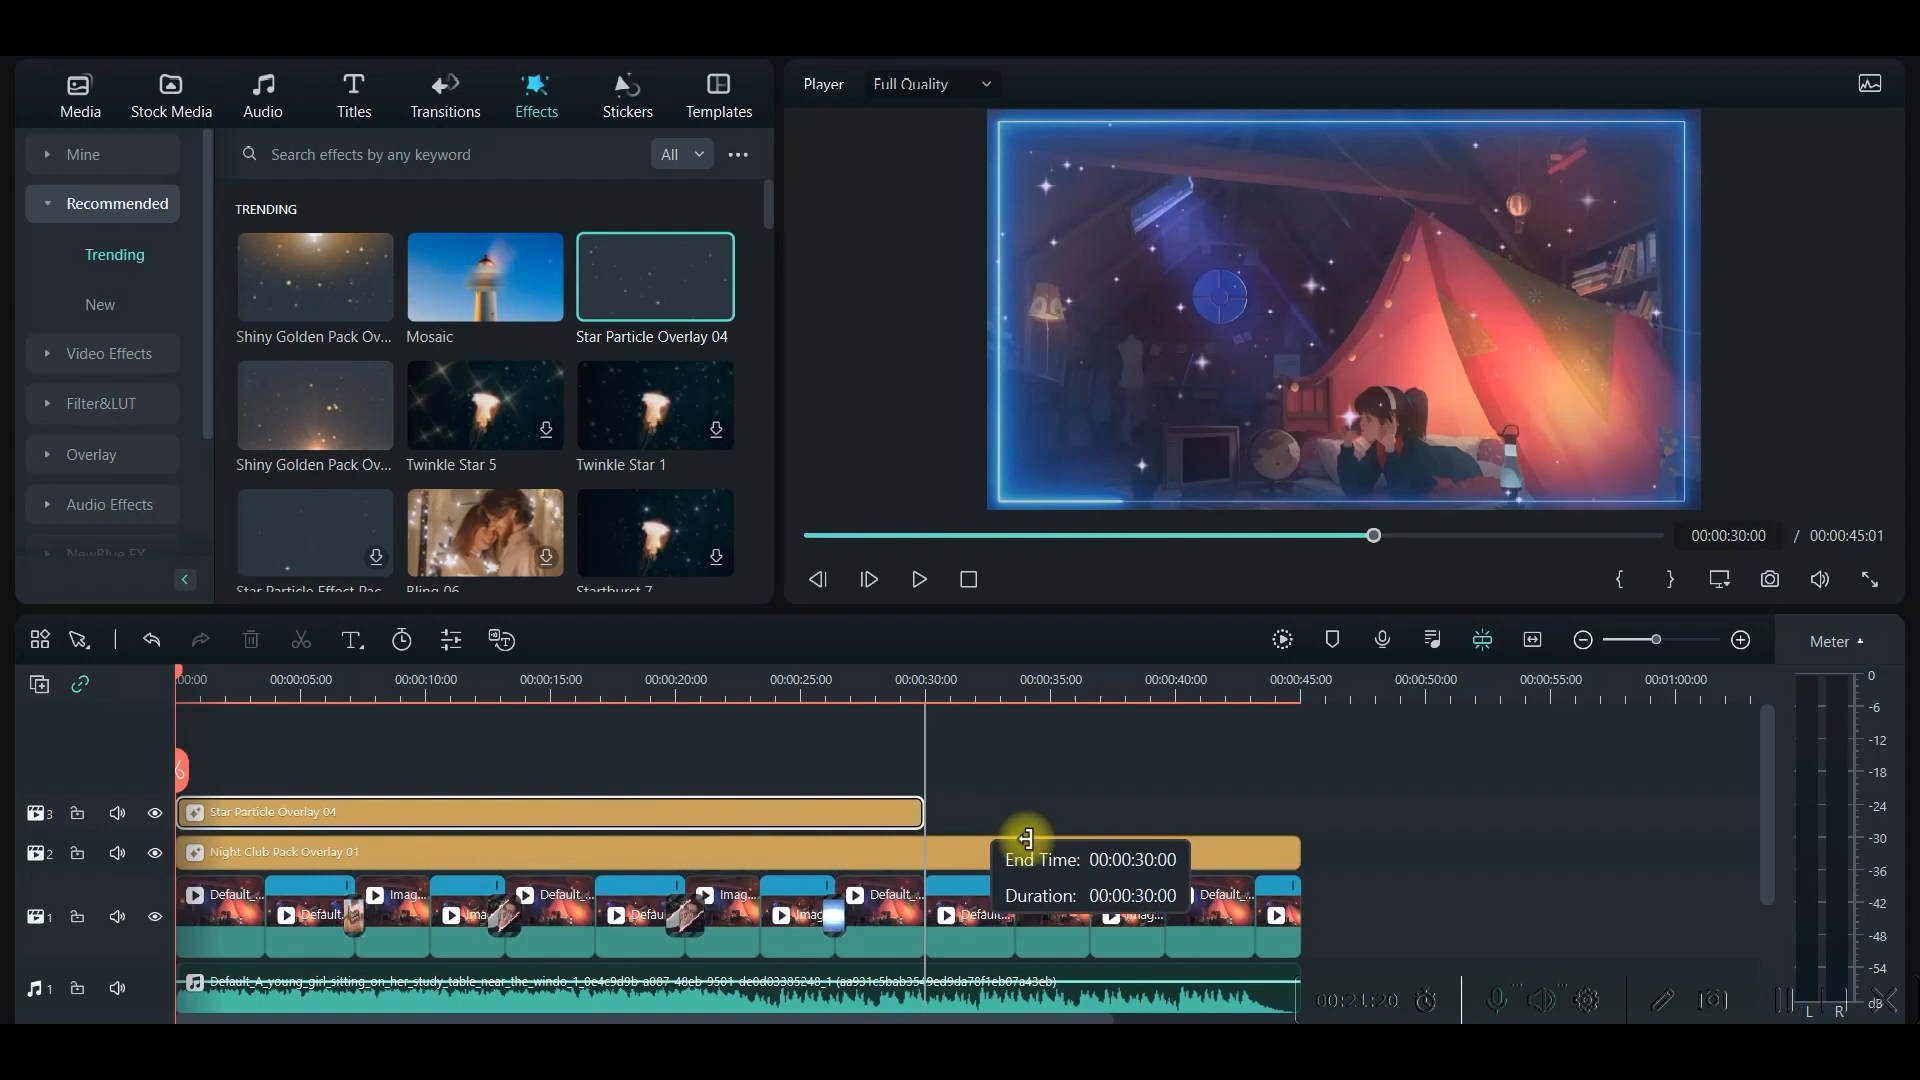 Media
Stock Media
Audio
Titles
Transitions
Effects
Stickers
Templates
Player
Full Quality
Mine
Search effects by any keyword
All
Recommended
TRENDING
Trending
New
Shiny Golden Pack Ov...
Mosaic
Star Particle Overlay 04
Video Effects
Filter&LUT
Overlay
Shiny Golden Pack Ov...
Twinkle Star 5
Twinkle Star 1
Audio Effects
NewBlue FX
Star Particle Effect Pac
Bling 06
Starburst 7
00:00:30:00 / 00:00:45:01
Meter
:00:00
00:00:05:00
00:00:10:00
00:00:15:00
00:00:20:00
00:00:25:00
00:00:30:00
00:00:35:00
00:00:40:00
00:00:45:00
00:00:50:00
00:00:55:00
00:01:00:00
0
-6
-12
-18
-24
-30
-36
-42
-48
-54
dB
L R
3
Star Particle Overlay 04
2
Night Club Pack Overlay 01
End Time: 00:00:30:00
Duration: 00:00:30:00
1
Default_... Imag... Default_... Imag... Default_... Default_...
Default. Ima Defau Imag Default... Imag...
1
Default_A_young_girl_sitting_on_her_study_table_near_the_windo_1_0c4c9d9b-a087-48eb-9501-de0d03385248_1 (aa931c5bab3549ed9da78f1eb07a43eb)
00:21:20